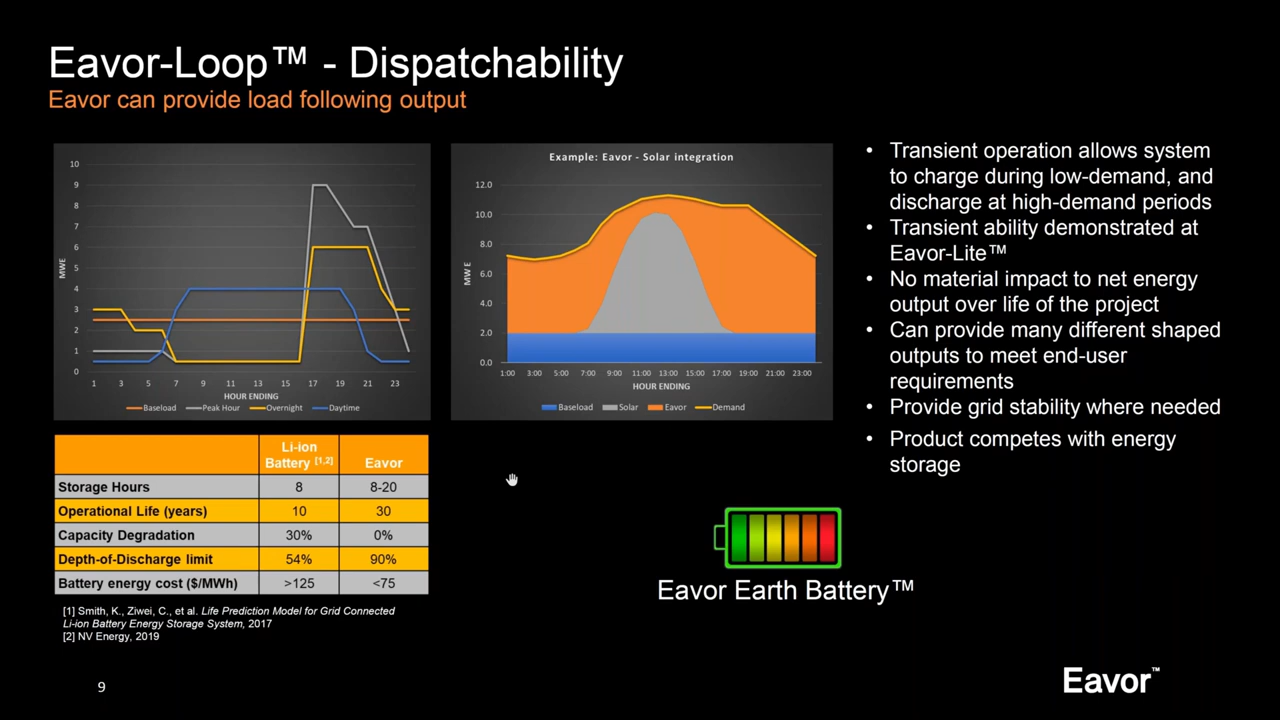 Eavor-Loop™ - Dispatchability
Eavor can provide load following output
10
9
8
7
6
5
4
3
2
1
0
MWE
1 3 5 7 9 11 13 15 17 19 21 23
HOUR ENDING
Baseload Peak Hour Overnight Daytime
Example: Eavor - Solar integration
12.0
10.0
8.0
6.0
4.0
2.0
0.0
MW E
1:00 3:00 5:00 7:00 9:00 11:00 13:00 15:00 17:00 19:00 21:00 23:00
HOUR ENDING
Baseload Solar Eavor Demand
• Transient operation allows system
to charge during low-demand, and
discharge at high-demand periods
• Transient ability demonstrated at
Eavor-Lite™
• No material impact to net energy
output over life of the project
• Can provide many different shaped
outputs to meet end-user
requirements
• Provide grid stability where needed
• Product competes with energy
storage
Li-ion
Battery [1,2] Eavor
Storage Hours 8 8-20
Operational Life (years) 10 30
Capacity Degradation 30% 0%
Depth-of-Discharge limit 54% 90%
Battery energy cost ($/MWh) >125 <75
[1] Smith, K., Ziwei, C., et al. Life Prediction Model for Grid Connected
Li-ion Battery Energy Storage System, 2017
[2] NV Energy, 2019
Eavor Earth Battery™
9
Eavor™